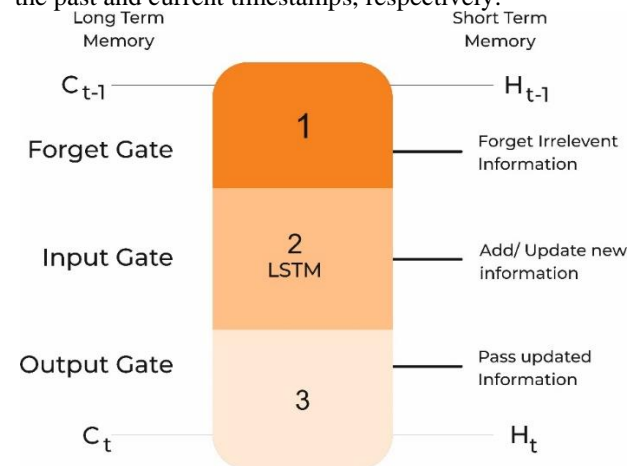 the past and current timestamps, respectively.
Long Term
Memory
Short Term
Memory
C t-1
H t-1
1
Forget Gate
Forget Irrelevent
Information
2
LSTM
Input Gate
Add/ Update new
information
Output Gate
Pass updated
Information
3
C t
H t